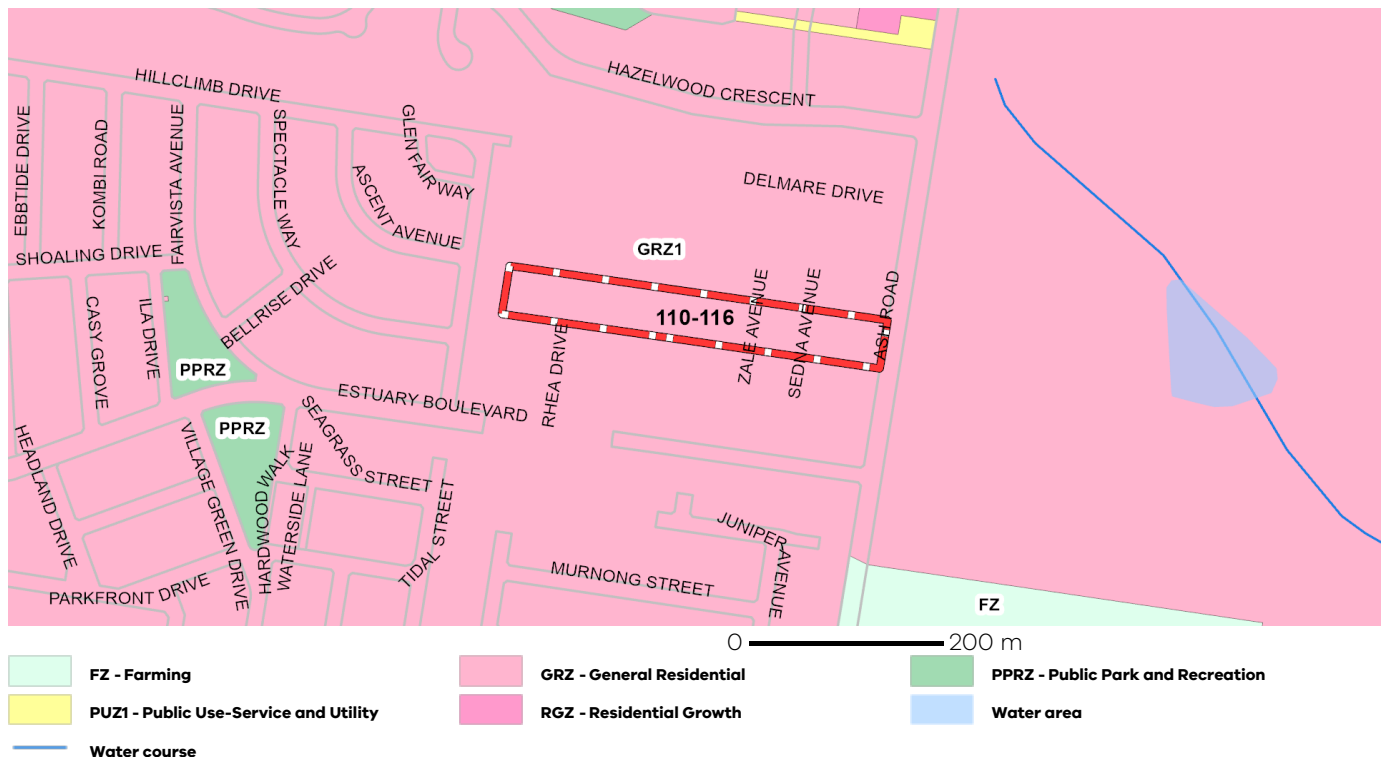 HILLCLIMB DRIVE
HAZELWOOD CRESCENT
EBBTIDE DRIVE
KOMBI ROAD
FAIRVISTA AVENUE
SPECTACLE WAY
GLEN FAIRWAY
ASCENT AVENUE
DELMARE DRIVE
SHOALING DRIVE
GRZ1
BELLRISE DRIVE
CASY GROVE
ILA DRIVE
110-116
ZALE AVENUE
SEDNA AVENUE
ASH ROAD
RHEA DRIVE
PPRZ
ESTUARY BOULEVARD
PPRZ
SEAGRASS STREET
HEADLAND DRIVE
VILLAGE GREEN DRIVE
HARDWOOD WALK
WATERSIDE LANE
TIDAL STREET
JUNIPER AVENUE
MURNONG STREET
PARKFRONT DRIVE
FZ
0 200 m
FZ - Farming
GRZ - General Residential
PPRZ - Public Park and Recreation
PUZ1 - Public Use-Service and Utility
RGZ - Residential Growth
Water area
Water course